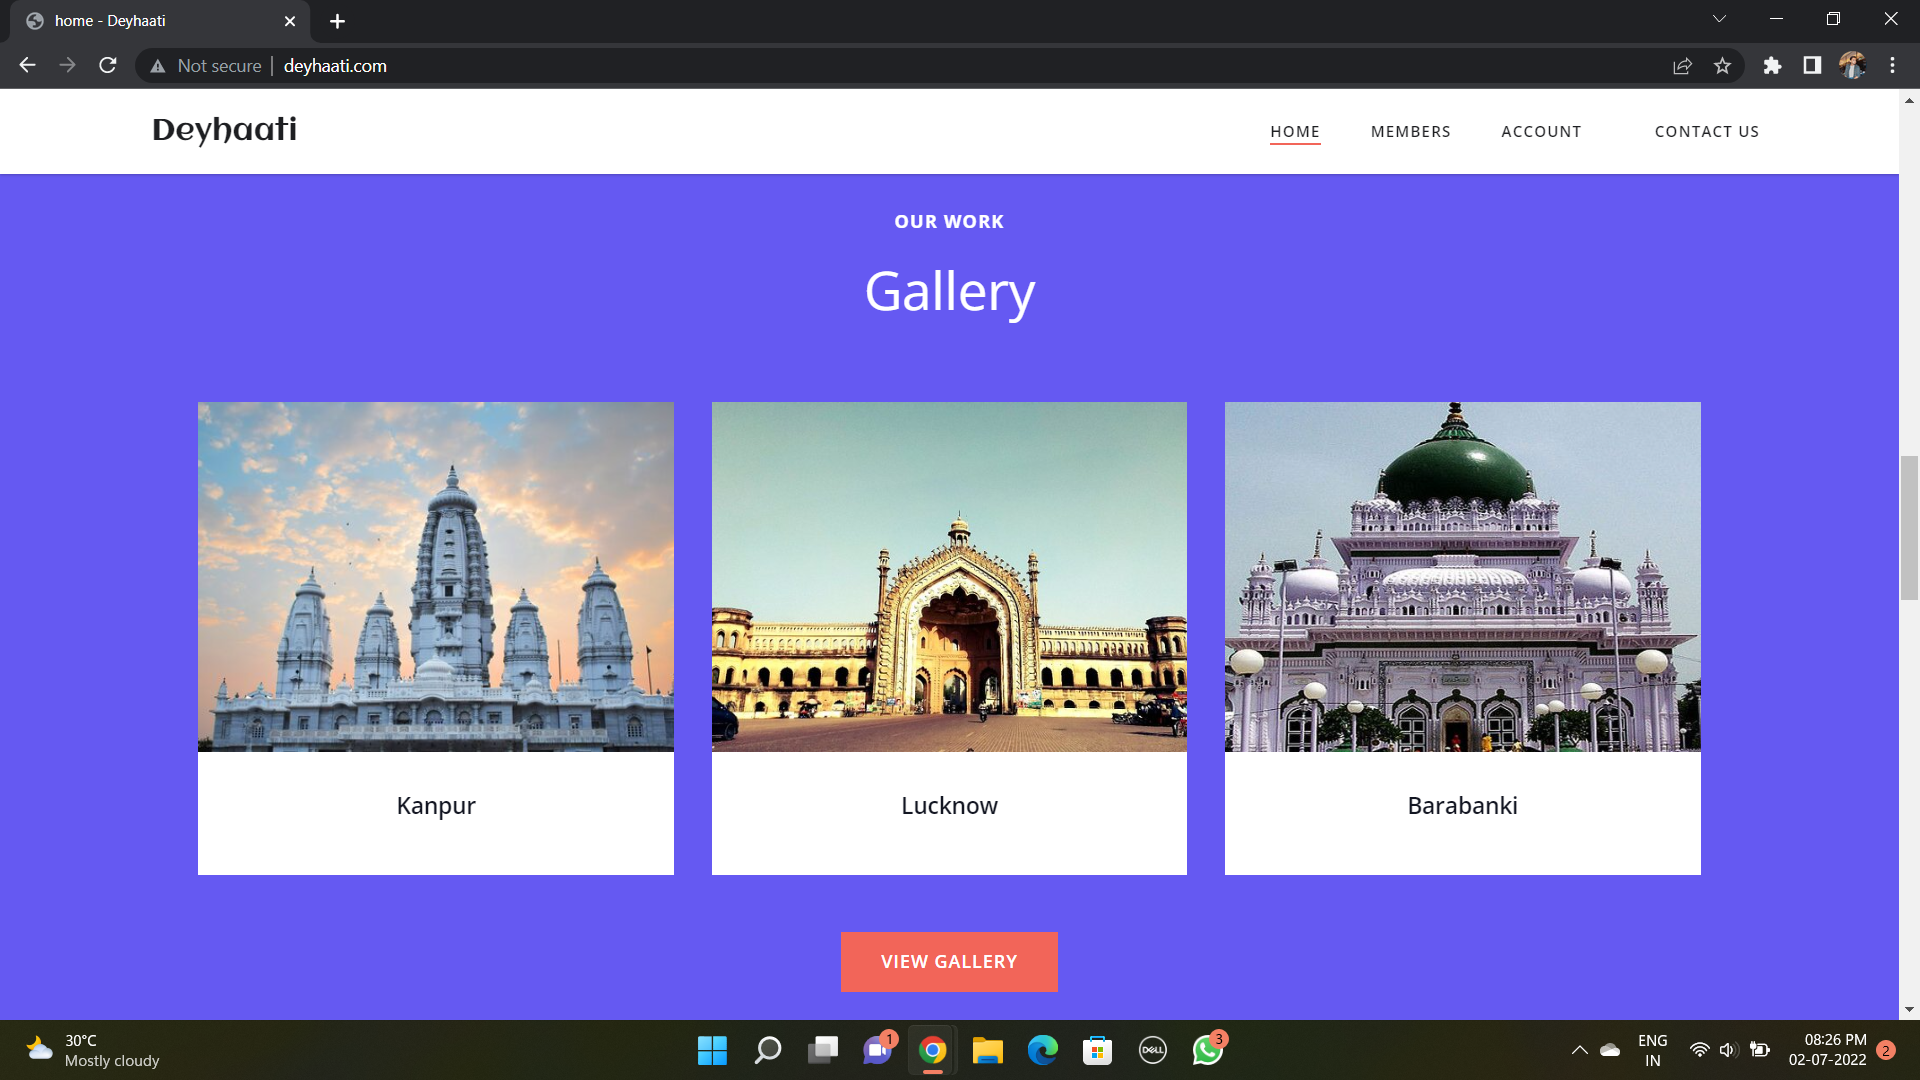 home - Deyhaati
Not secure
deyhaati.com
Deyhaati
HOME
MEMBERS
ACCOUNT
CONTACT US
OUR WORK
Gallery
Kanpur
Lucknow
Barabanki
VIEW GALLERY
30°C
Mostly cloudy
1
DELL
3
ENG
IN
08:26 PM
02-07-2022
2